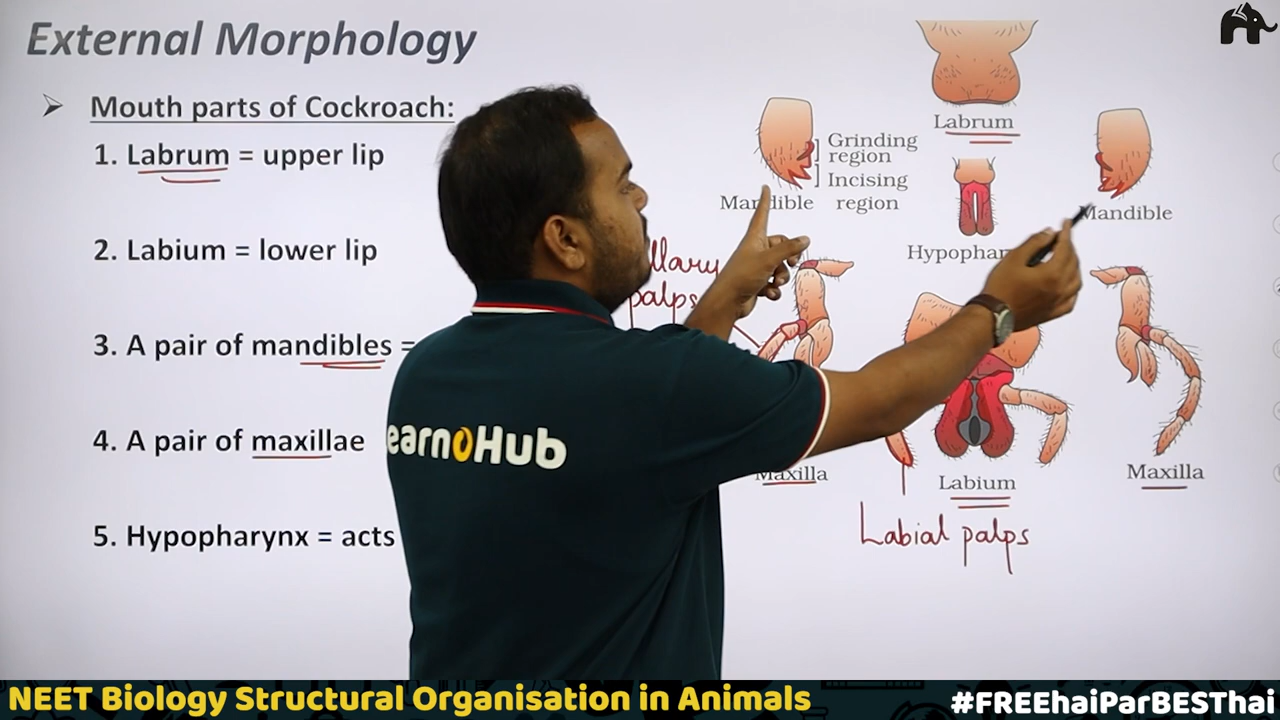 External Morphology
Mouth parts of Cockroach:
1. Labrum = upper lip
2. Labium = lower lip
3. A pair of mandibles =
4. A pair of maxillae
5. Hypopharynx = acts
Labrum
Grinding
region
Incising
region
Mandible
Mandible
palps
Maxilla
Labium
Maxilla
Labial palps
earnoHub
NEET Biology Structural Organisation in Animals
#FREEhaiParBESThai